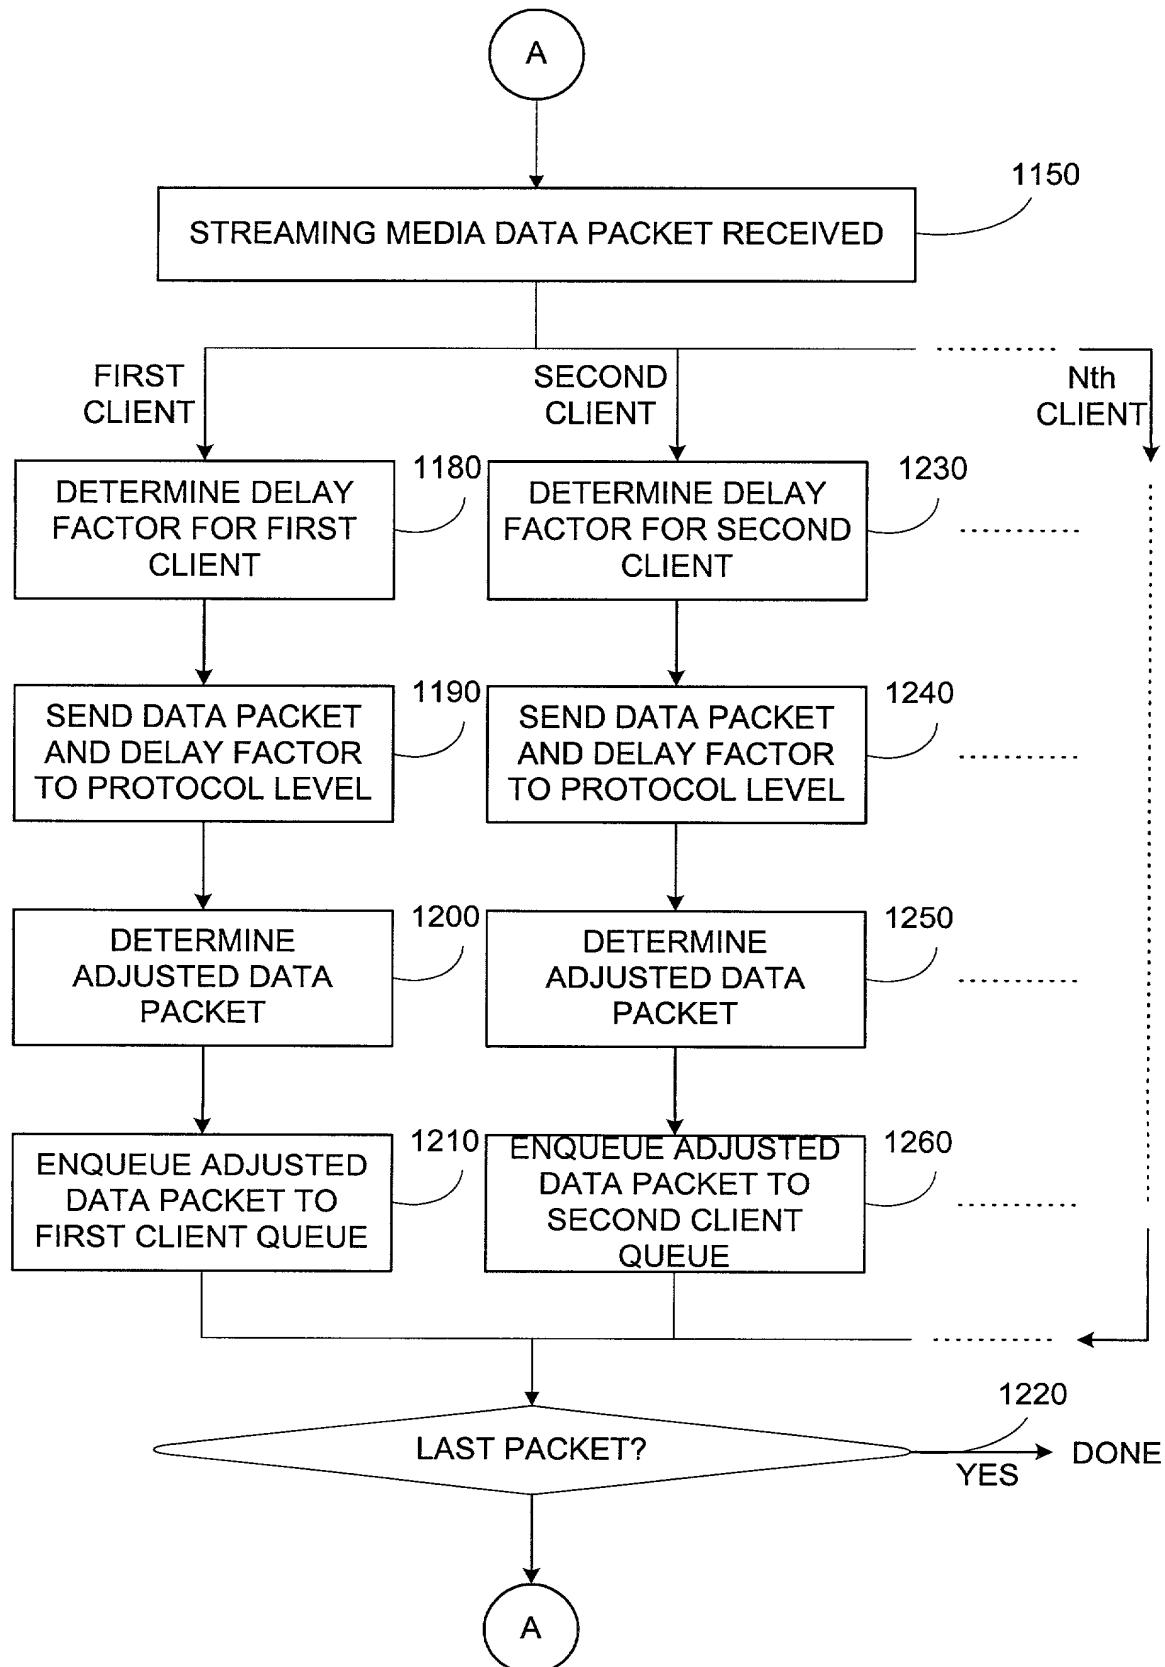 A
1150
STREAMING MEDIA DATA PACKET RECEIVED
FIRST
CLIENT
SECOND
CLIENT
Nth
CLIENT
1180
DETERMINE DELAY
FACTOR FOR FIRST
CLIENT
1230
DETERMINE DELAY
FACTOR FOR SECOND
CLIENT
1190
SEND DATA PACKET
AND DELAY FACTOR
TO PROTOCOL LEVEL
1240
SEND DATA PACKET
AND DELAY FACTOR
TO PROTOCOL LEVEL
1200
DETERMINE
ADJUSTED DATA
PACKET
1250
DETERMINE
ADJUSTED DATA
PACKET
1210
ENQUEUE ADJUSTED
DATA PACKET TO
FIRST CLIENT QUEUE
1260
ENQUEUE ADJUSTED
DATA PACKET TO
SECOND CLIENT
QUEUE
1220
LAST PACKET?
YES
DONE
A